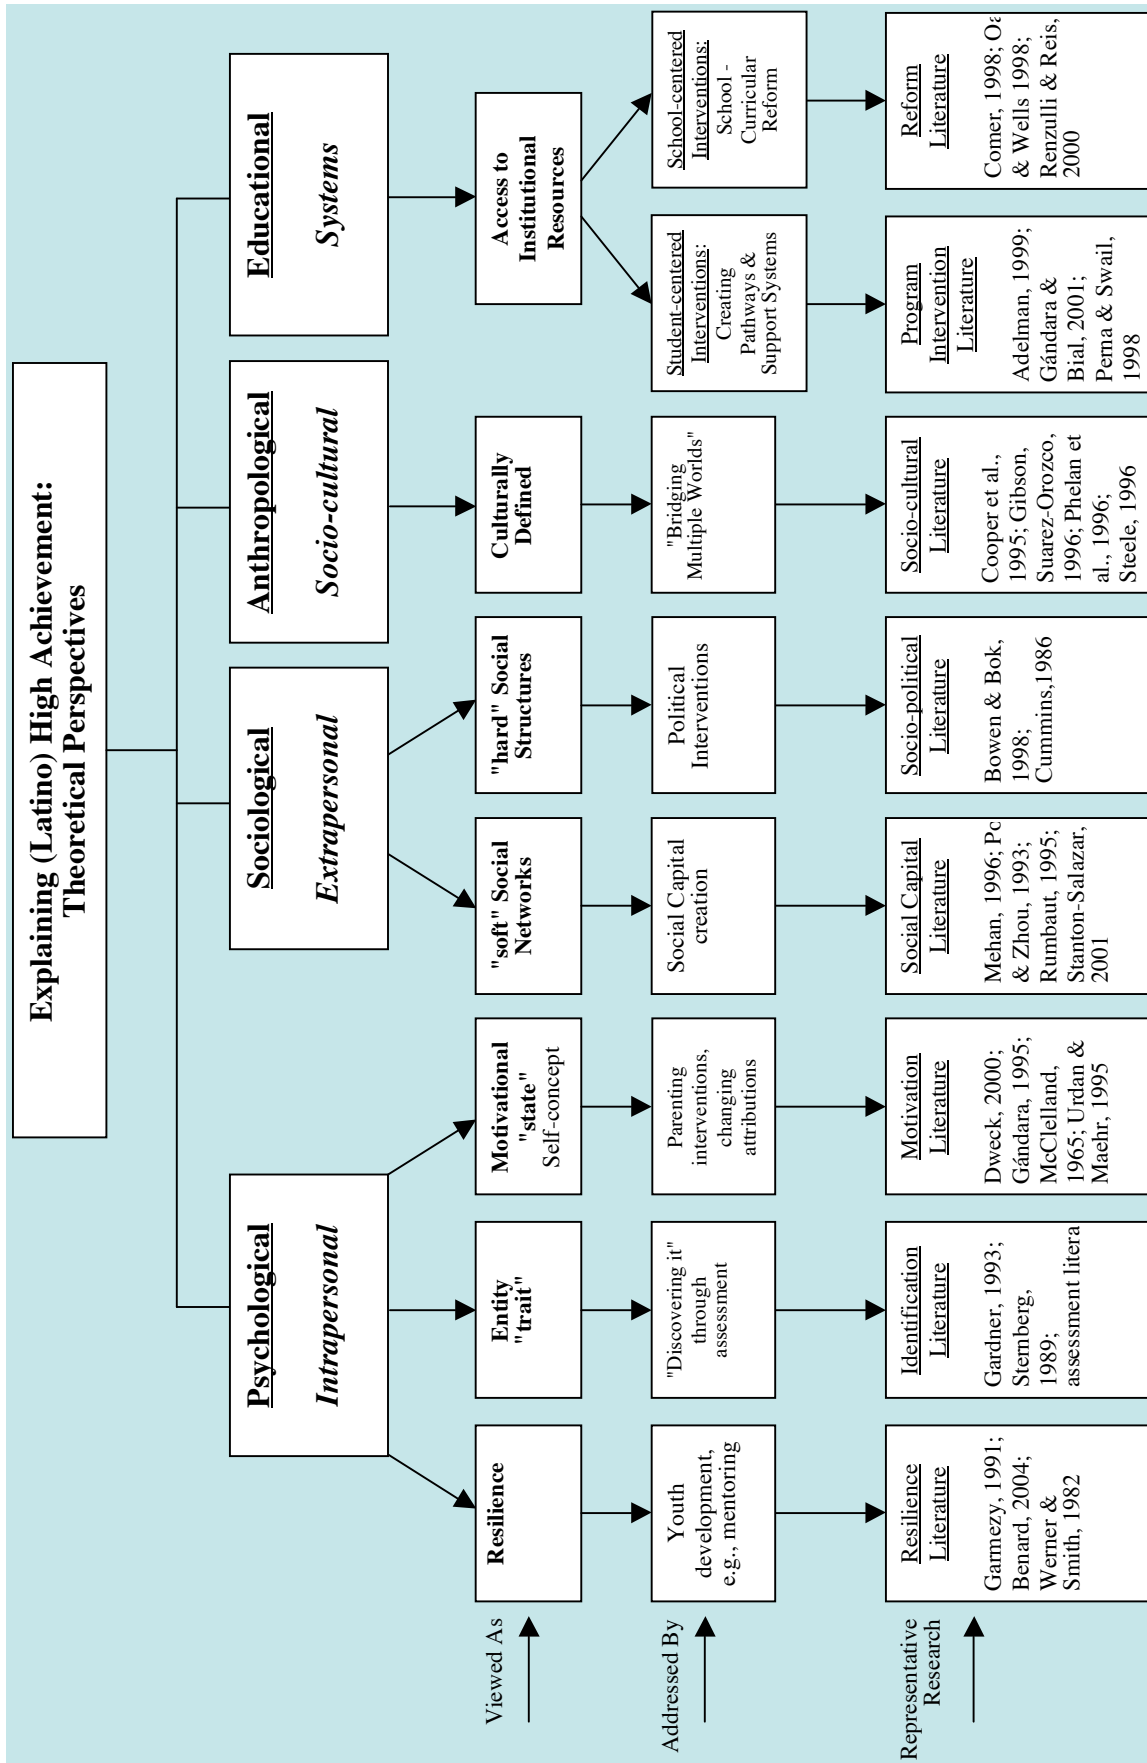 Explaining (Latino) High Achievement:
Theoretical Perspectives
Psychological
Intrapersonal
Sociological
Extrapersonal
Anthropological
Socio-cultural
Educational
Systems
Viewed As
Resilience
Entity
"trait"
Motivational
"state"
Self-concept
"soft" Social
Networks
"hard" Social
Structures
Culturally
Defined
Access to
Institutional
Resources
Addressed By
Youth
development,
e.g., mentoring
"Discovering it"
through
assessment
Parenting
interventions,
changing
attributions
Social Capital
creation
Political
Interventions
"Bridging
Multiple Worlds"
Student-centered
Interventions:
Creating
Pathways &
Support Systems
School-centered
Interventions:
School -
Curricular
Reform
Representative
Research
Resilience
Literature
Garmezy, 1991;
Benard, 2004;
Werner &
Smith, 1982
Identification
Literature
Gardner, 1993;
Sternberg,
1989;
assessment litera
Motivation
Literature
Dweck, 2000;
Gándara, 1995;
McClelland,
1965; Urdan &
Maehr, 1995
Social Capital
Literature
Mehan, 1996; Po
& Zhou, 1993;
Rumbaut, 1995;
Stanton-Salazar,
2001
Socio-political
Literature
Bowen & Bok,
1998;
Cummins,1986
Socio-cultural
Literature
Cooper et al.,
1995; Gibson,
Suarez-Orozco,
1996; Phelan et
al., 1996;
Steele, 1996
Program
Intervention
Literature
Adelman, 1999;
Gándara &
Bial, 2001;
Perna & Swail,
1998
Reform
Literature
Comer, 1998; Oa
& Wells 1998;
Renzulli & Reis,
2000